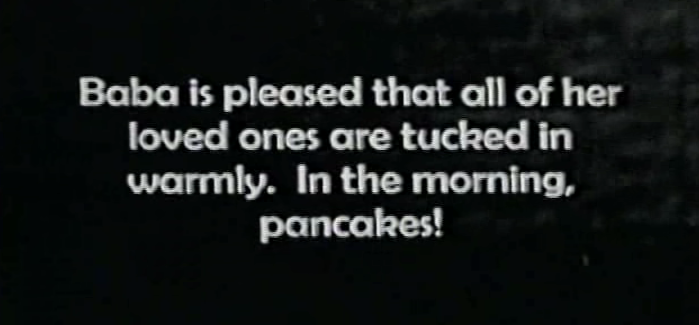 Baba is pleased that all of her
loved ones are tucked in
warmly.  In the morning,
pancakes!